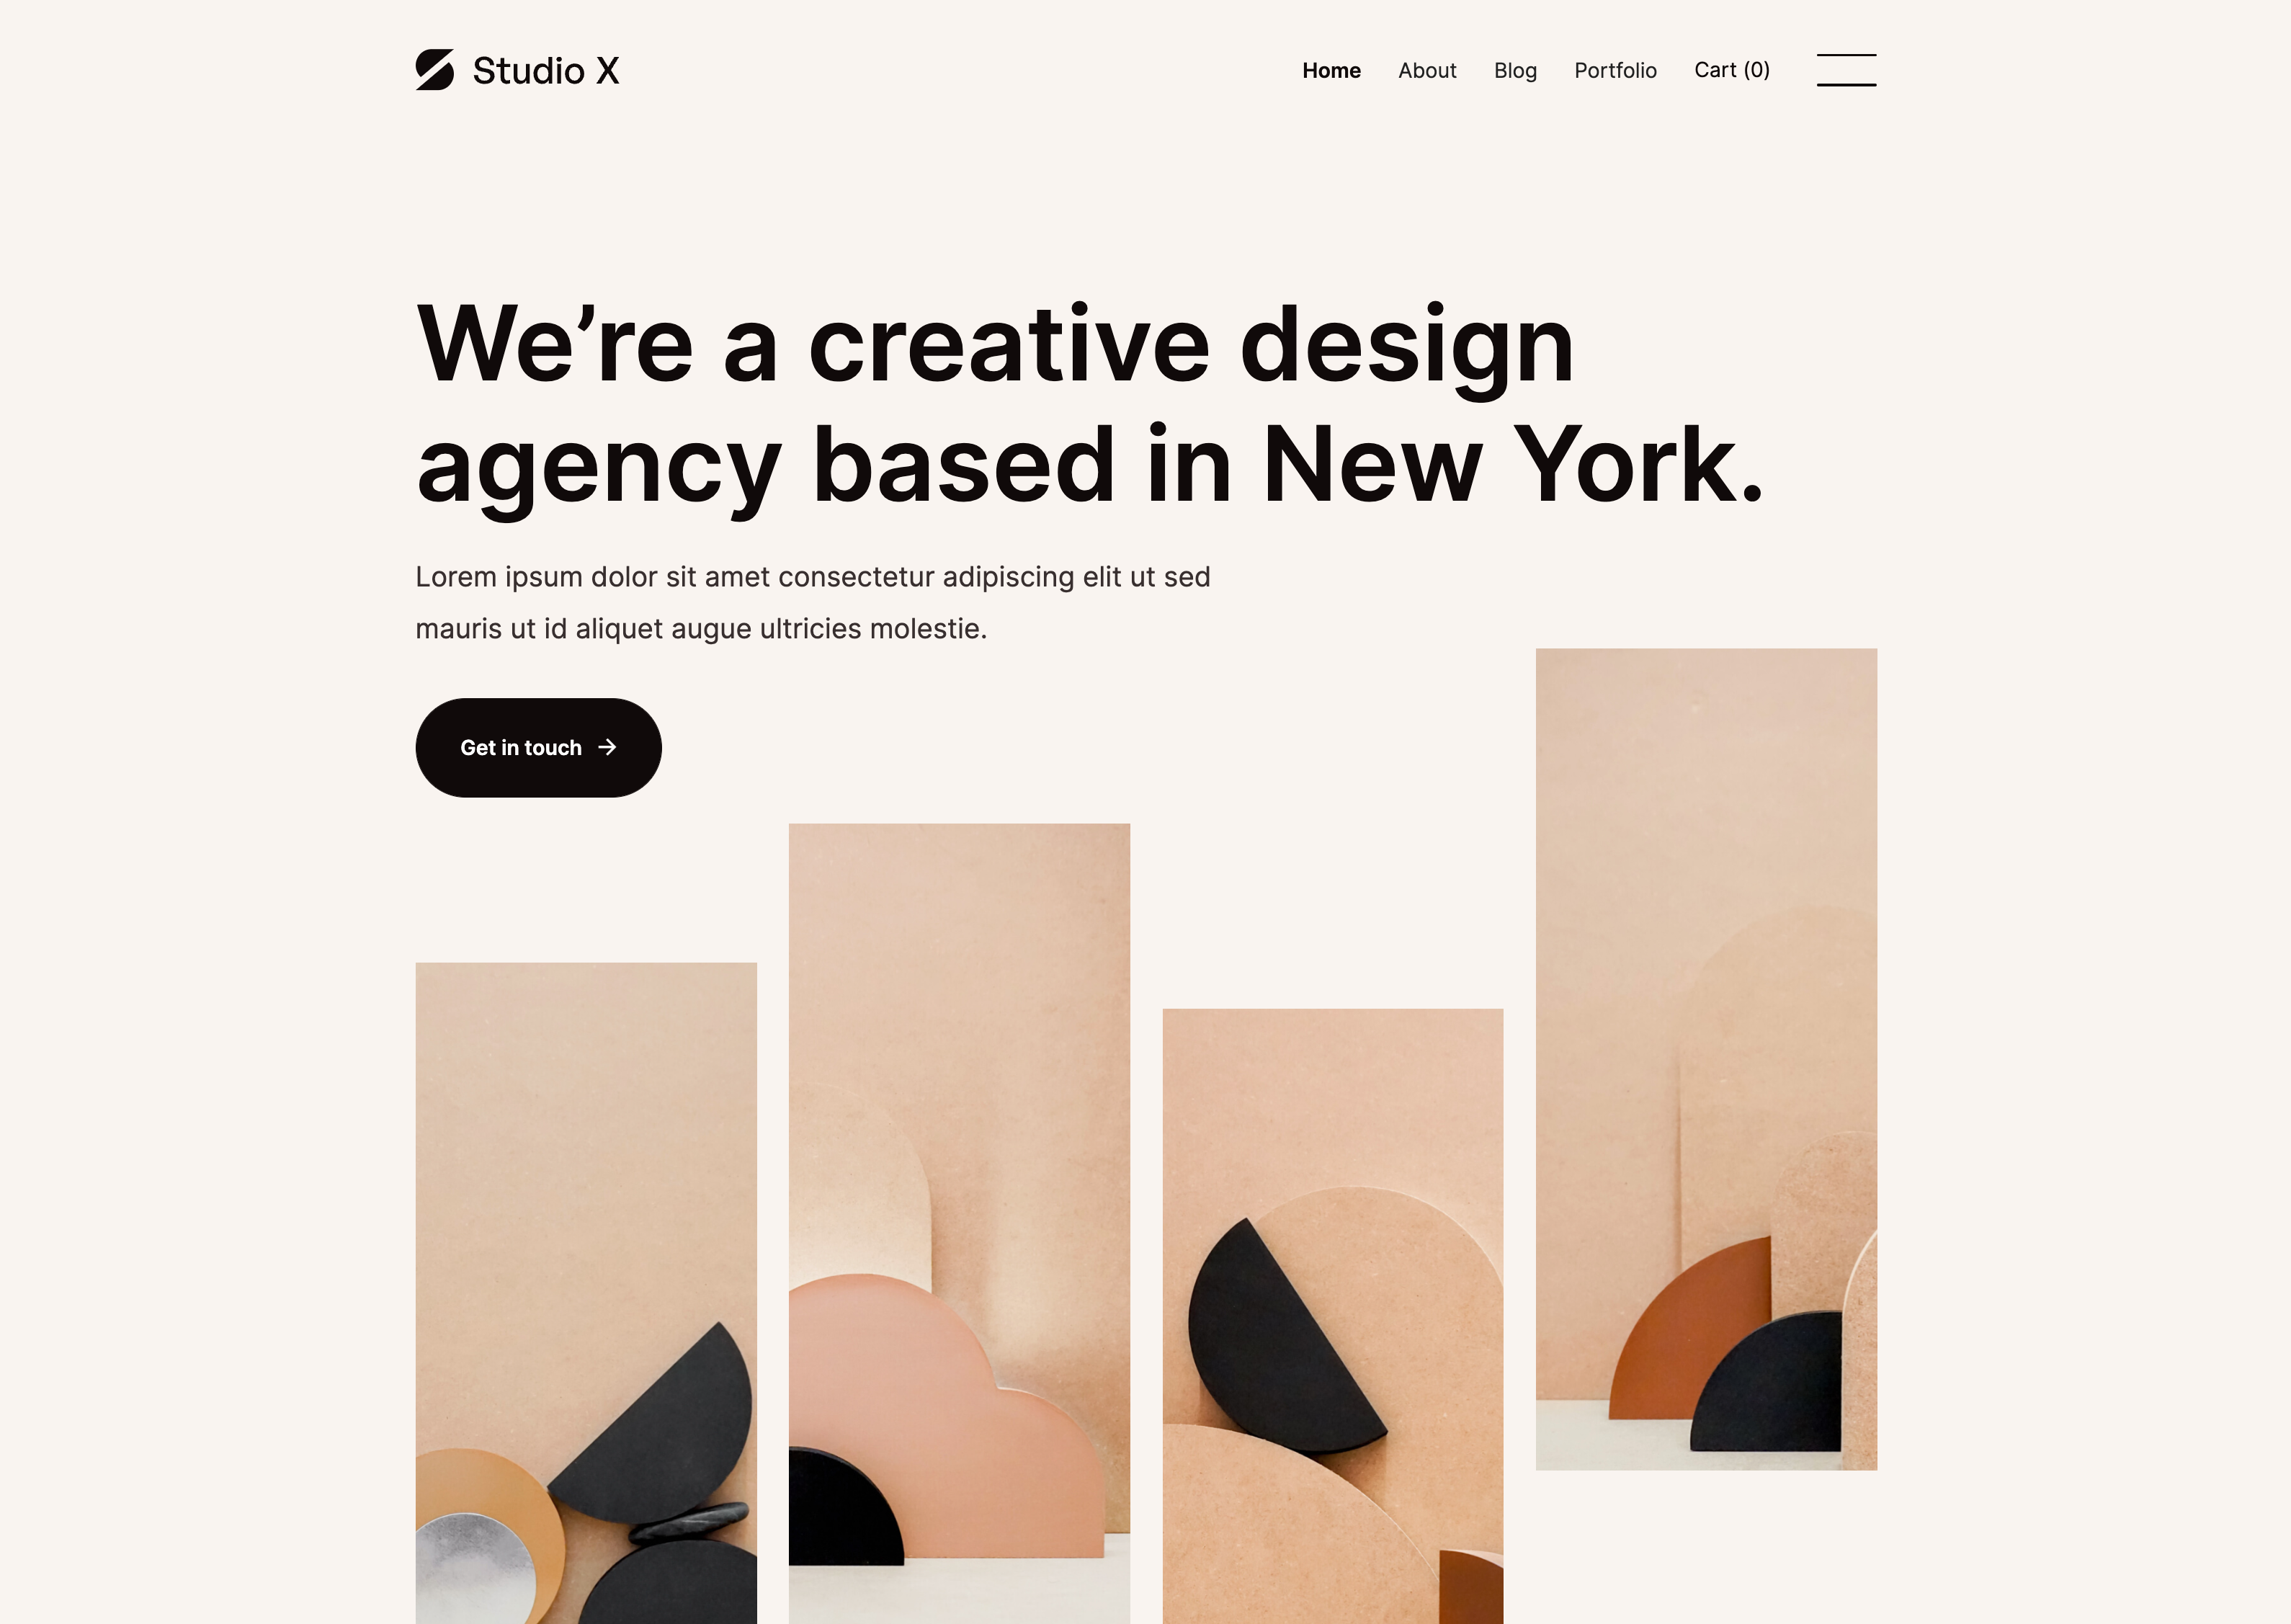 Studio X
Home About Blog Portfolio Cart (0)
We’re a creative design
agency based in New York.
Lorem ipsum dolor sit amet consectetur adipiscing elit ut sed
mauris ut id aliquet augue ultricies molestie.
Get in touch →